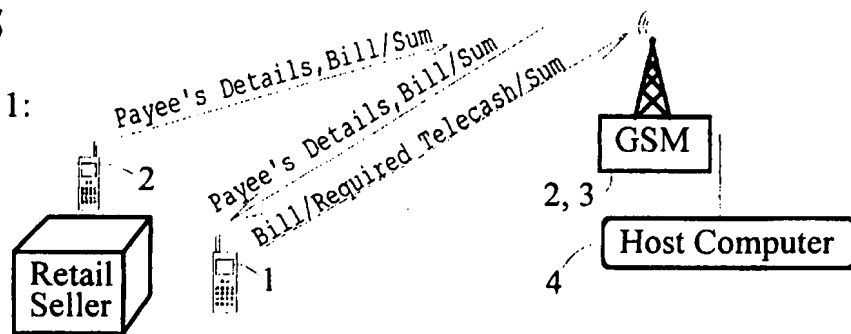 1:
Payee's Details,Bill/Sum
Payee's Details,Bill/Sum
Bill/Required Telecash/Sum
2
GSM
2, 3
Retail
Seller
1
4
Host Computer